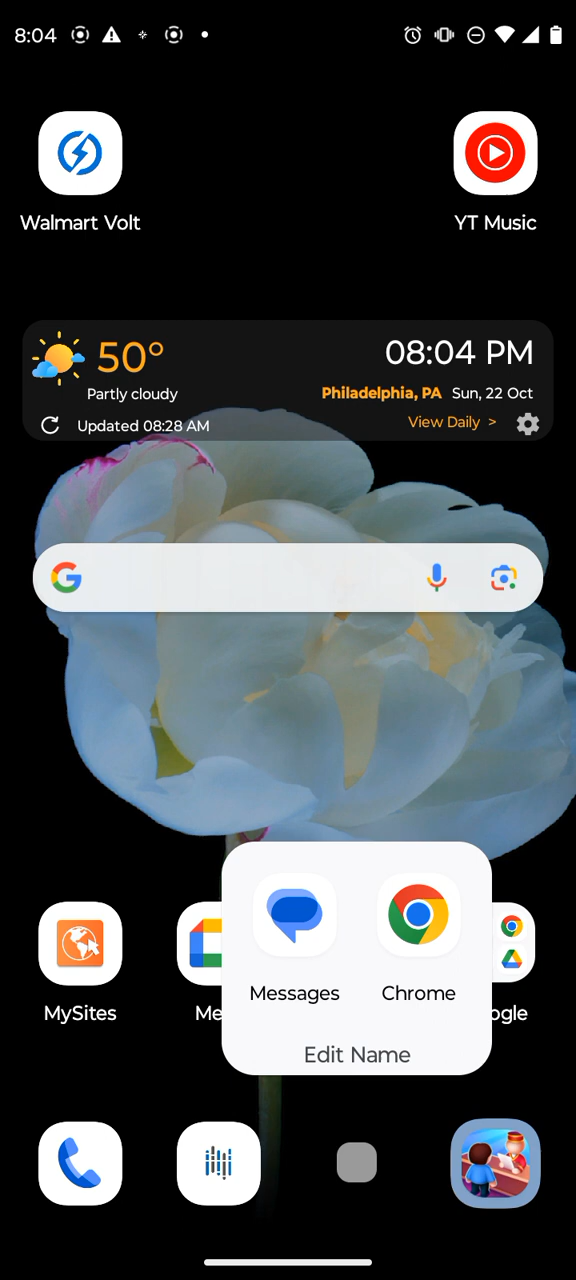 8:04
Walmart Volt
YT Music
50°
08:04 PM
Partly cloudy
Philadelphia, PA Sun, 22 Oct
Updated 08:28 AM
View Daily >
Messages
Chrome
MySites
Me
ogle
Edit Name